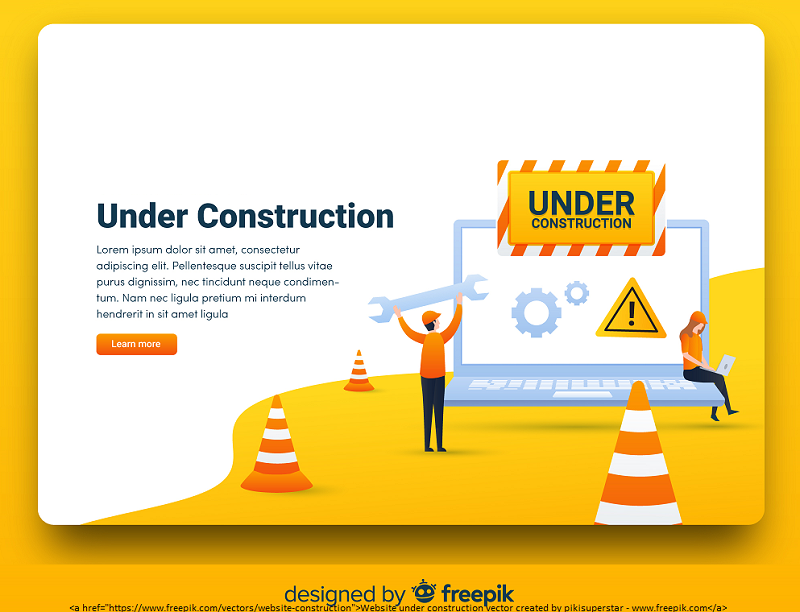 Under Construction
Lorem ipsum dolor sit amet, consectetur
adipiscing elit. Pellentesque suscipit tellus vitae
purus dignissim, nec tincidunt neque condimen-
tum. Nam nec ligula pretium mi interdum
hendrerit in sit amet ligula
Learn more
UNDER
CONSTRUCTION
!
designed by freepik
<a href="https://www.freepik.com/vectors/website-construction">Website under construction vector created by pikisuperstar - www.freepik.com</a>